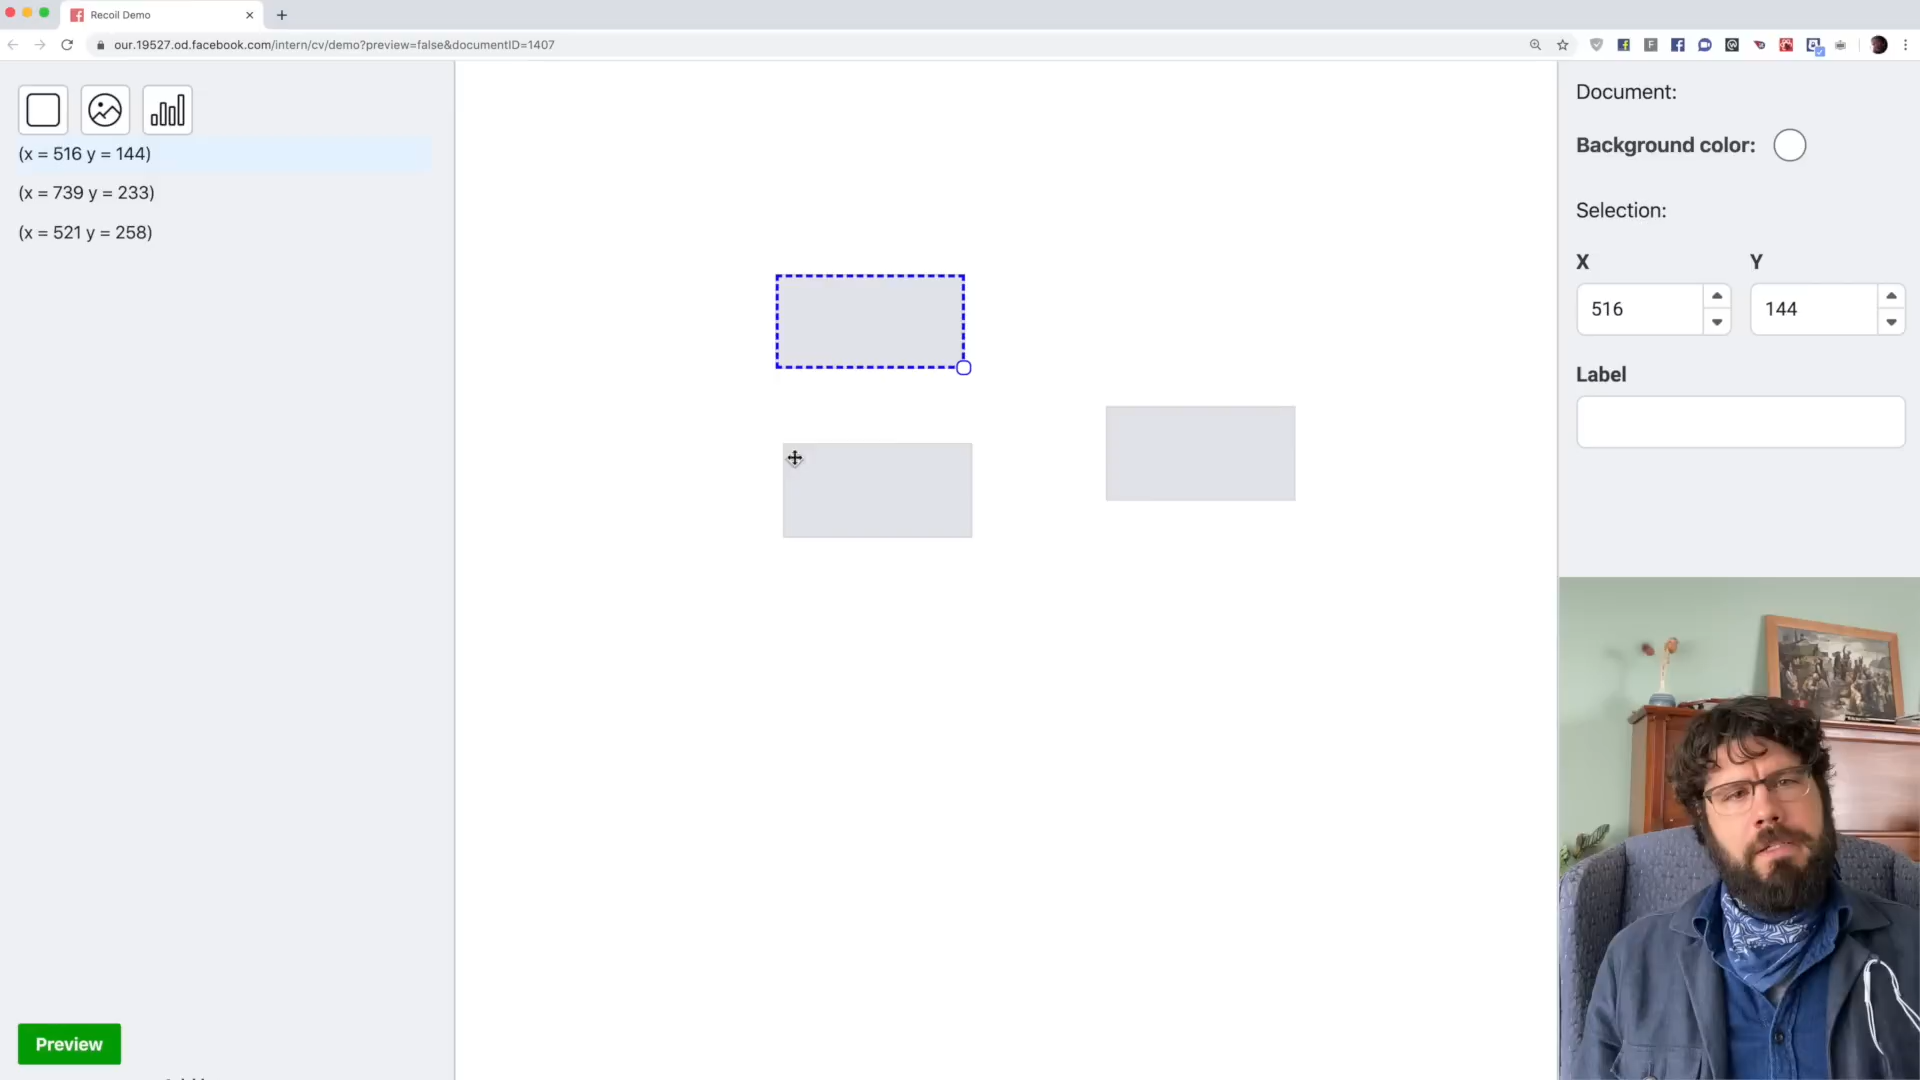 Recoil Demo
our.19527.od.facebook.com/intern/cv/demo?preview=false&documentID=1407
(x = 516 y = 144)
(x = 739 y = 233)
(x = 521 y = 258)
Preview
Document:
Background color:
Selection:
X
Y
516
144
Label